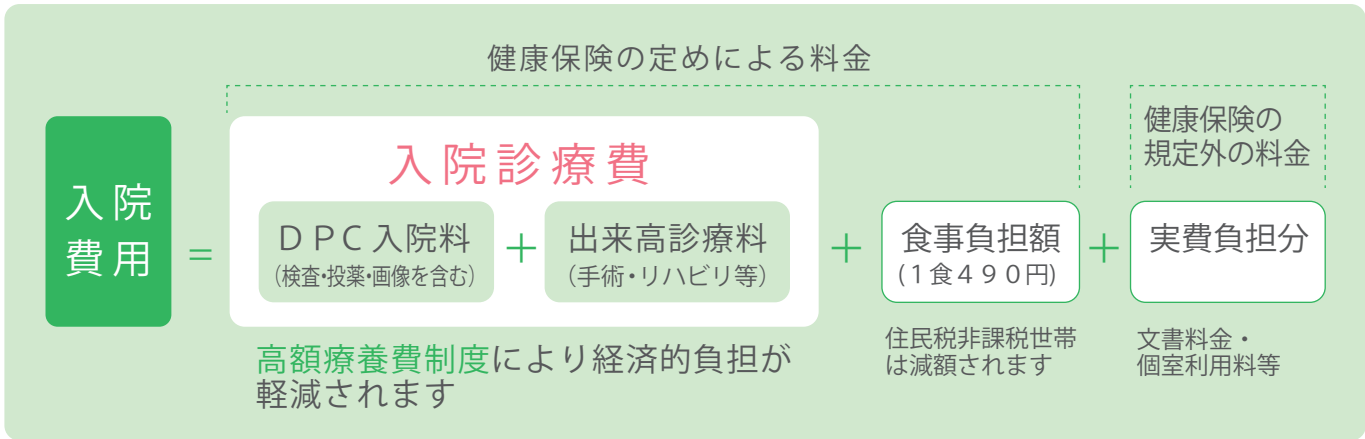 健康保険の定めによる料金
健康保険の
規定外の料金
入院
費用
=
入院診療費
DPC入院料
(検査・投薬・画像を含む)
+
出来高診療料
(手術・リハビリ等)
+
食事負担額
(1食490円)
+
実費負担分
高額療養費制度により経済的負担が
軽減されます
住民税非課税世帯
は減額されます
文書料金・
個室利用料等